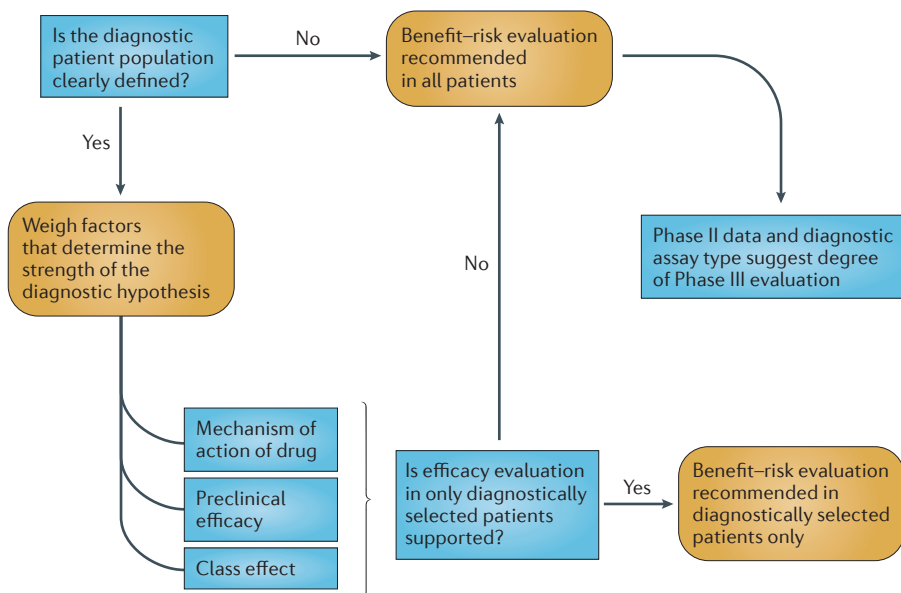 Is the diagnostic
patient population
clearly defined?
No
Benefit–risk evaluation
recommended
in all patients
Yes
Weigh factors
that determine the
strength of the
diagnostic hypothesis
No
Phase II data and diagnostic
assay type suggest degree
of Phase III evaluation
Mechanism of
action of drug
Preclinical
efficacy
Class effect
Is efficacy evaluation
in only diagnostically
selected patients
supported?
Yes
Benefit–risk evaluation
recommended in
diagnostically selected
patients only